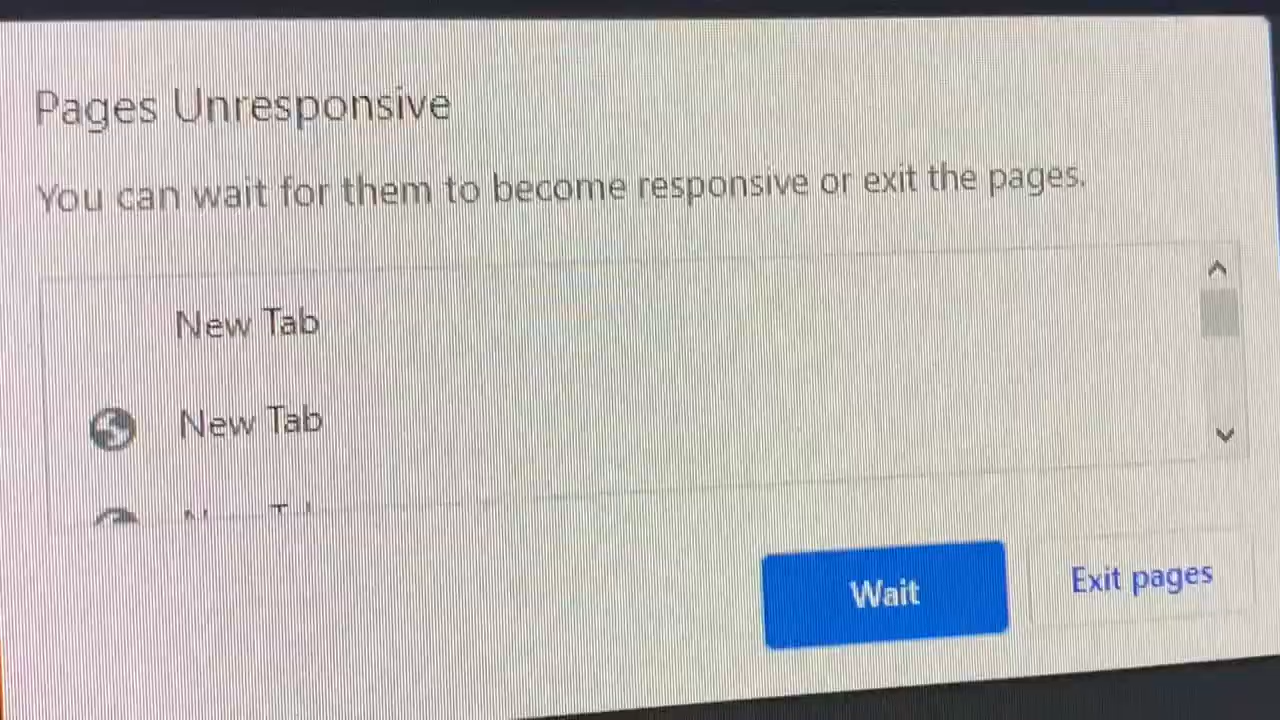 Pages Unresponsive
You can wait for them to become responsive or exit the pages.
New Tab
New Tab
Wait
Exit pages